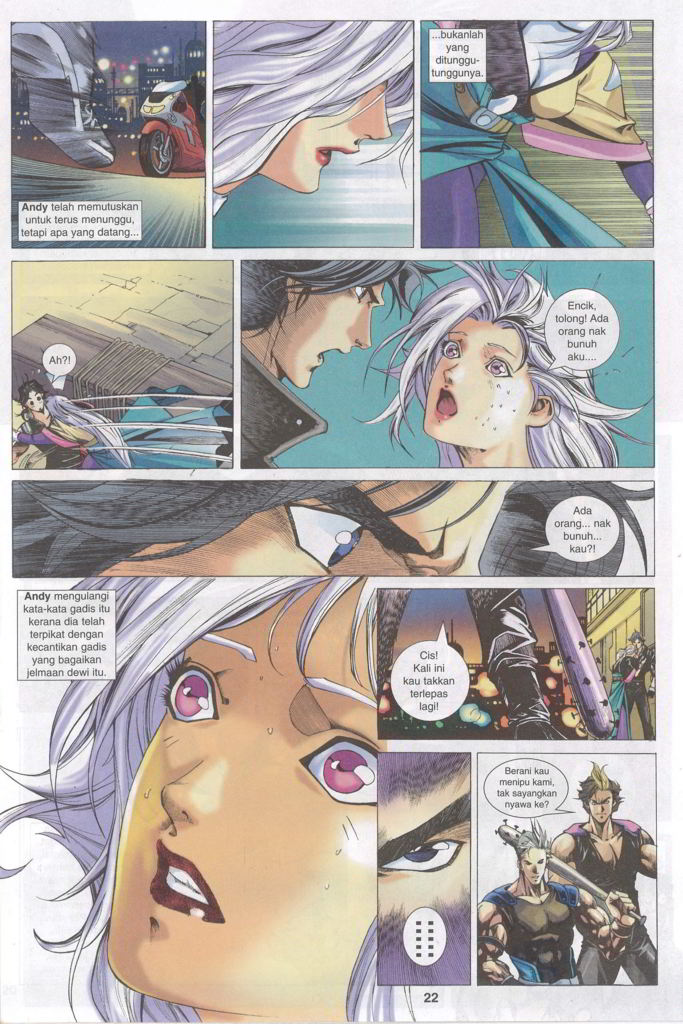 Andy telah memutuskan
untuk terus menunggu,
tetapi apa yang datang...
...bukanlah
yang
ditunggu-
tunggunya.
Ah?!
Encik,
tolong! Ada
orang nak
bunuh
aku....
Ada
orang... nak
bunuh...
kau?!
Andy mengulangi
kata-kata gadis itu
kerana dia telah
terpikat dengan
kecantikan gadis
yang bagaikan
jelmaan dewi itu.
Cis!
Kali ini
kau takkan
terlepas
lagi!
Berani kau
menipu kami,
tak sayangkan
nyawa ke?
22